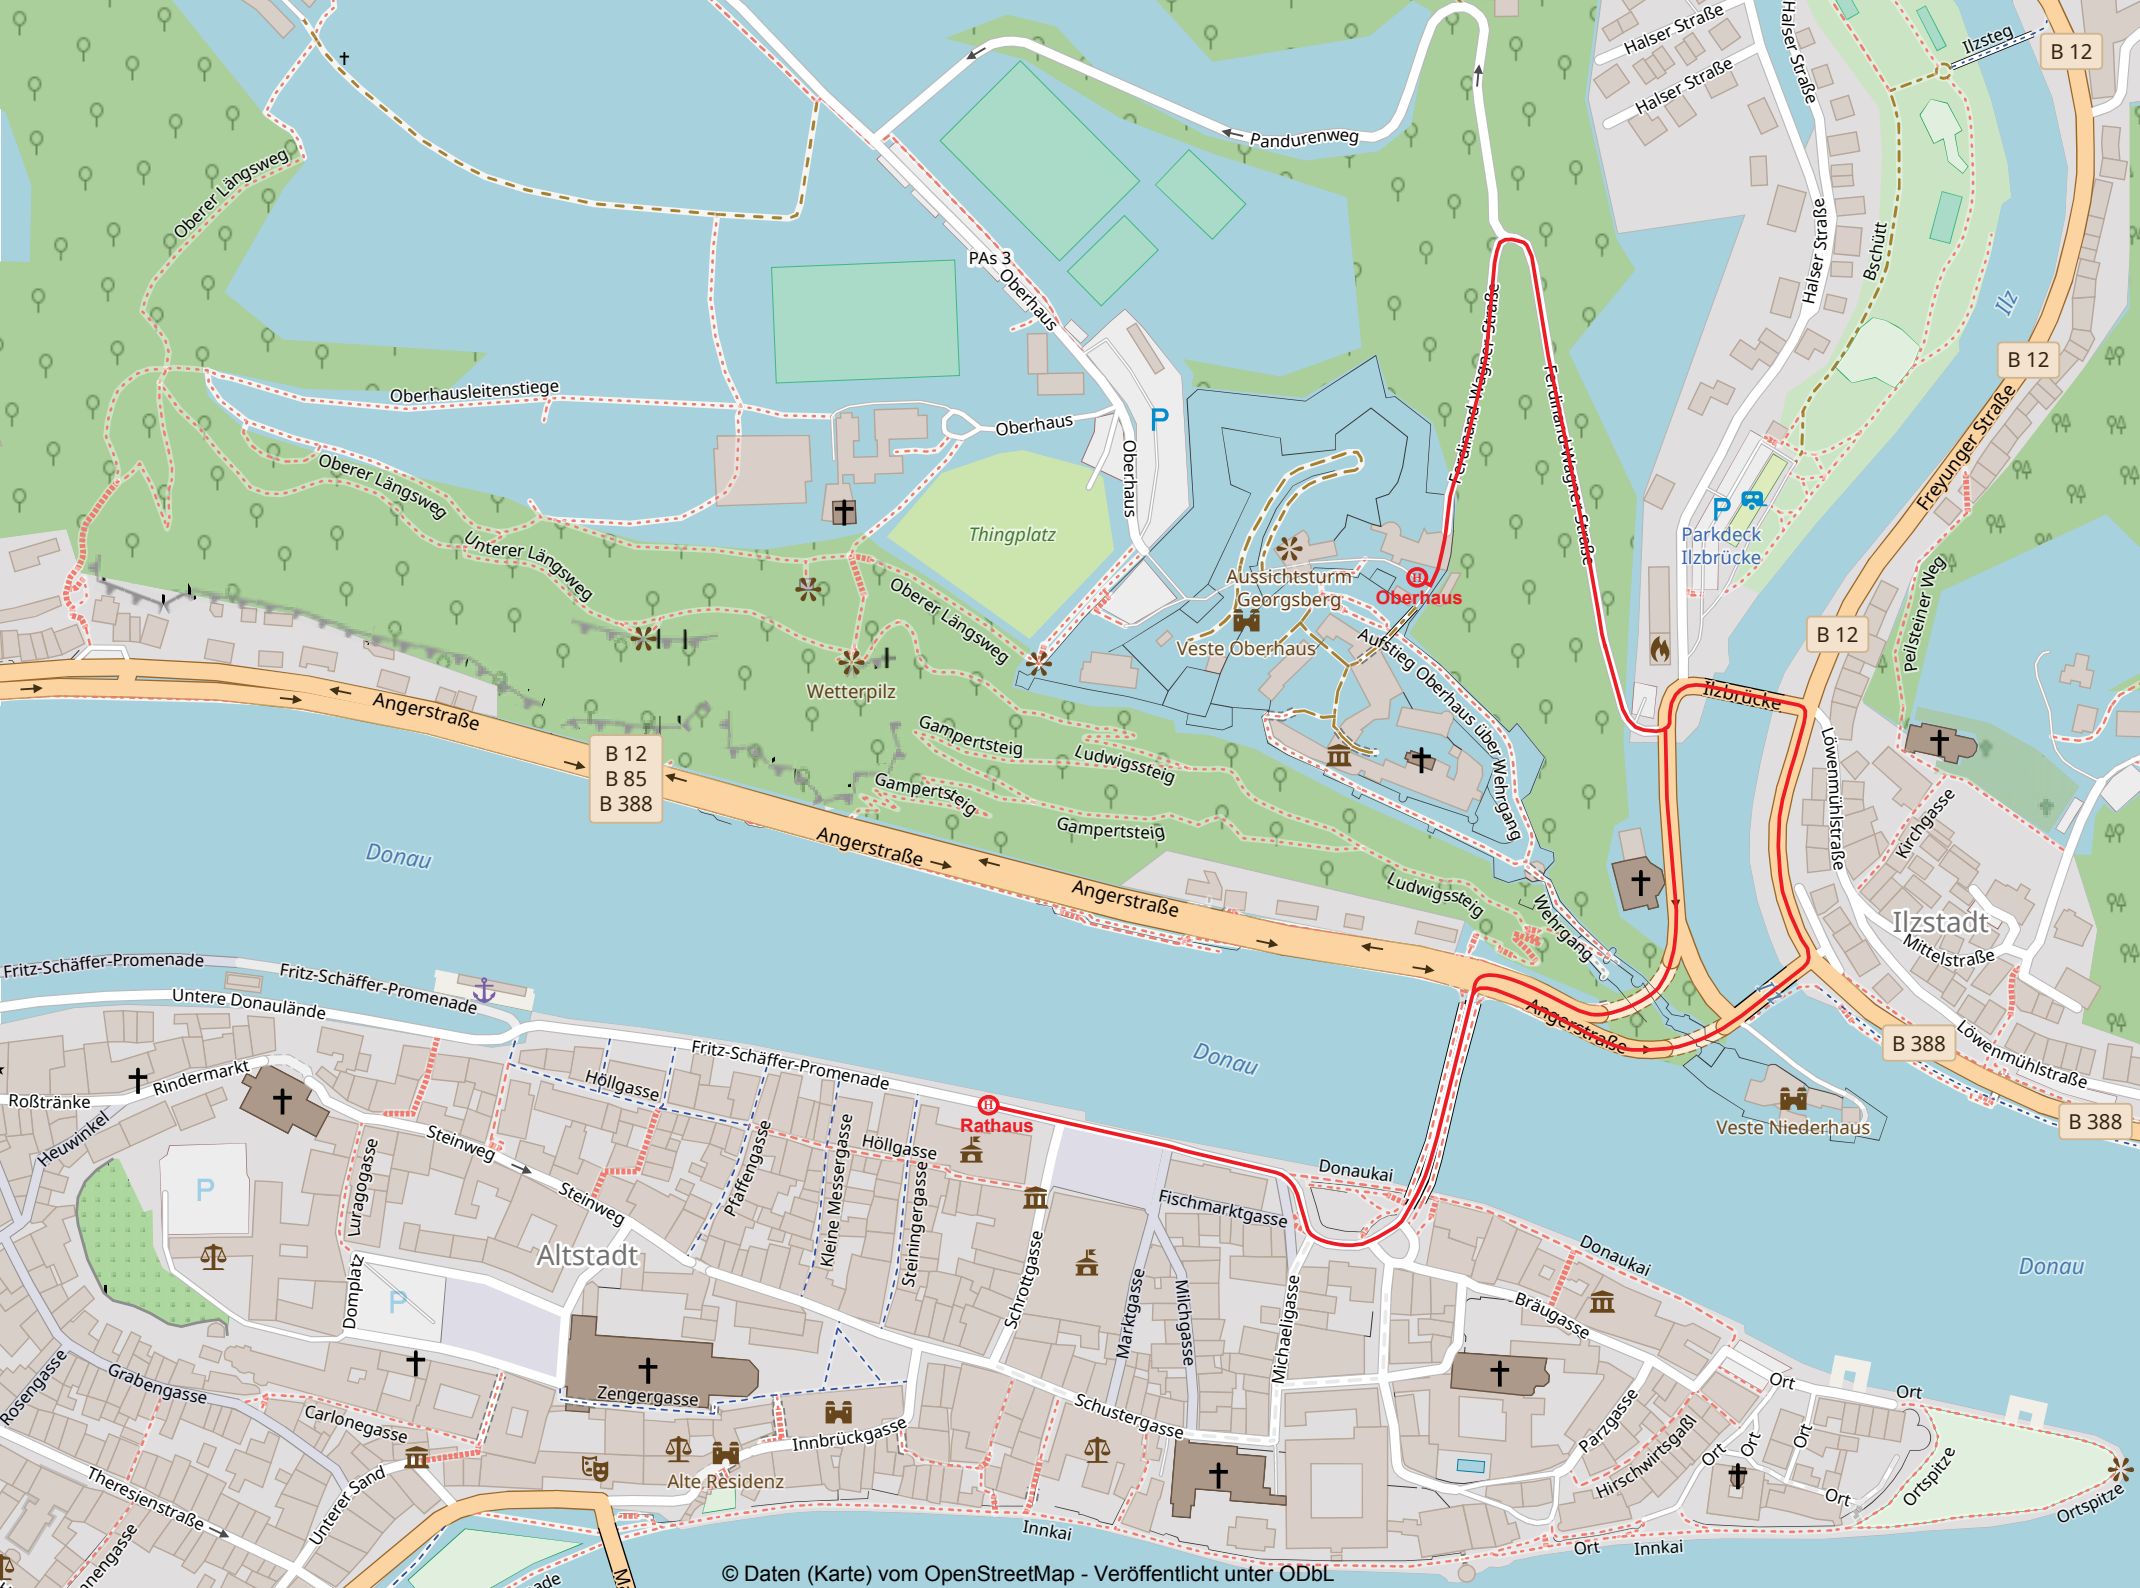 Halser Straße
Halser Straße
Halser Straße
Ilzsteg
B 12
Pandurenweg
Oberer Längsweg
PAs 3
Oberhaus
Halser Straße
Bschütt
Ilz
B 12
Ferdinand-Wagner-Straße
Ferdinand-Wagner-Straße
Oberhausleitenstiege
Oberhaus
Oberhaus
P
Freyunger Straße
Oberer Längsweg
Thingplatz
P
Parkdeck
Ilzbrücke
Unterer Längsweg
Aussichtsturm
Georgsberg
H
Oberhaus
Oberer Längsweg
Veste Oberhaus
Aufstieg Oberhaus über Wehrgang
Peilsteiner Weg
B 12
Wetterpilz
Ilzbrücke
Angerstraße
Gampertsteig
Ludwigssteig
B 12
B 85
B 388
Gampertsteig
Gampertsteig
Löwenmühlstraße
Kirchgasse
Donau
Angerstraße
Angerstraße
Ludwigssteig
Wehrgang
Ilzstadt
Mittelstraße
Fritz-Schäffer-Promenade
Fritz-Schäffer-Promenade
Untere Donaulände
Ilz
Angerstraße
B 388
Donau
Fritz-Schäffer-Promenade
Löwenmühlstraße
Rindermarkt
Roßtränke
Höllgasse
Heuwinkel
H
Rathaus
B 388
Veste Niederhaus
Steinweg
Höllgasse
Luragogasse
Pfaffengasse
Kleine Messergasse
Steiningergasse
P
Steinweg
Donaukai
Fischmarktgasse
Altstadt
Schrottgasse
Donaukai
Donau
Domplatz
P
Marktgasse
Milchgasse
Michaeligasse
Bräugasse
Rosengasse
Grabengasse
Zengergasse
Ort
Ort
Carlonegasse
Innbrückgasse
Schustergasse
Parzgasse
Hirschwirtsgaßl
Ort
Ort
Ort
Theresienstraße
Unterer Sand
Alte Residenz
Ort
Ortspitze
Ortspitze
Innkai
Ort
Innkai
© Daten (Karte) vom OpenStreetMap - Veröffentlicht unter ODbL